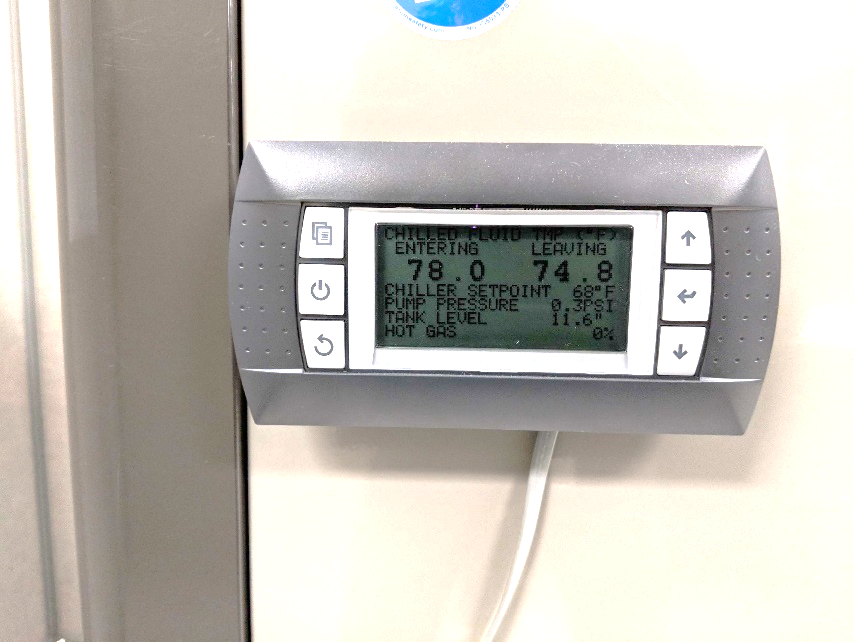 CHILLED FLUID TMP (°F)
ENTERING LEAVING
78.0 74.8
CHILLER SETPOINT 68°F
PUMP PRESSURE 0.3PSI
TANK LEVEL 11.6"
HOT GAS 0%